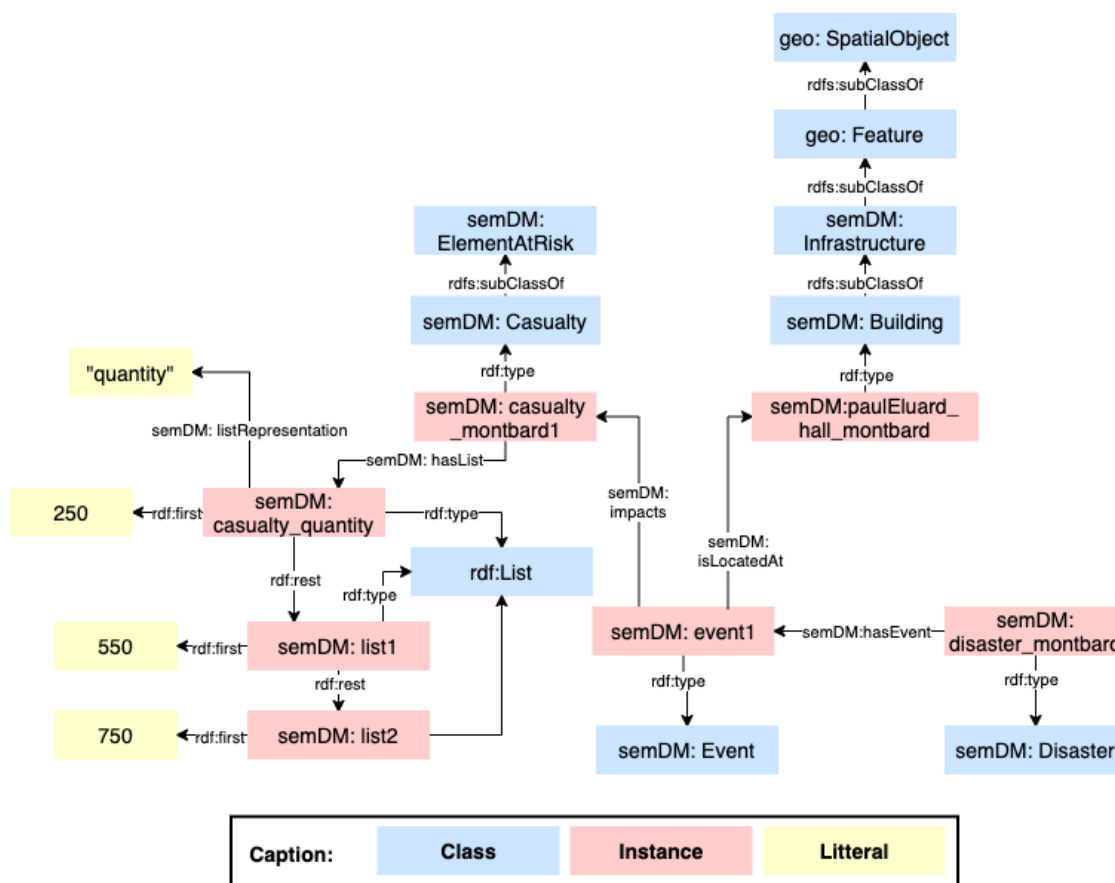 geo: SpatialObject
rdfs:subClassOf
geo: Feature
rdfs:subClassOf
semDM:
ElementAtRisk
semDM:
Infrastructure
rdfs:subClassOf
rdfs:subClassOf
semDM: Casualty
semDM: Building
"quantity"
rdf:type
rdf:type
semDM: casualty
_montbard1
semDM:paulEluard_
hall_montbard
semDM: listRepresentation
semDM: hasList
semDM:
impacts
250
rdf:first
semDM:
casualty_quantity
rdf:type
semDM:
isLocatedAt
rdf:List
rdf:rest
rdf:type
550
rdf:first
semDM: list1
semDM: event1
semDM:hasEvent
semDM:
disaster_montbard
rdf:rest
rdf:type
rdf:type
750
rdf:first
semDM: list2
semDM: Event
semDM: Disaster
Caption:
Class
Instance
Litteral